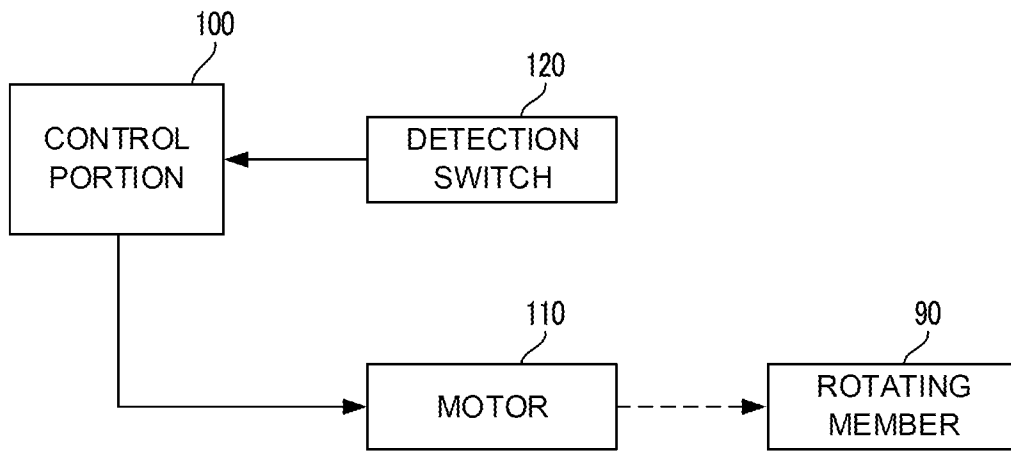 100
CONTROL
PORTION
120
DETECTION
SWITCH
110
MOTOR
90
ROTATING
MEMBER